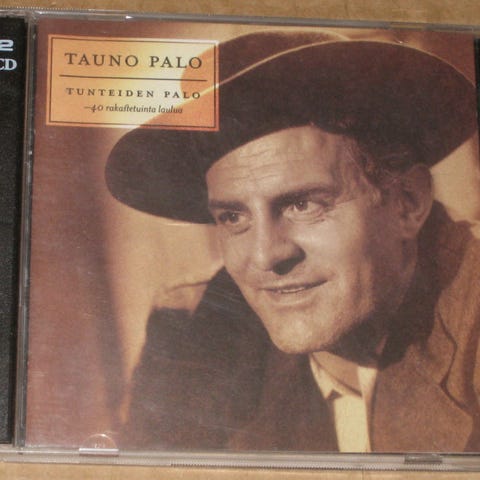 2
CD
TAUNO PALO
TUNTEIDEN PALO
—40 rakastetuinta laulua